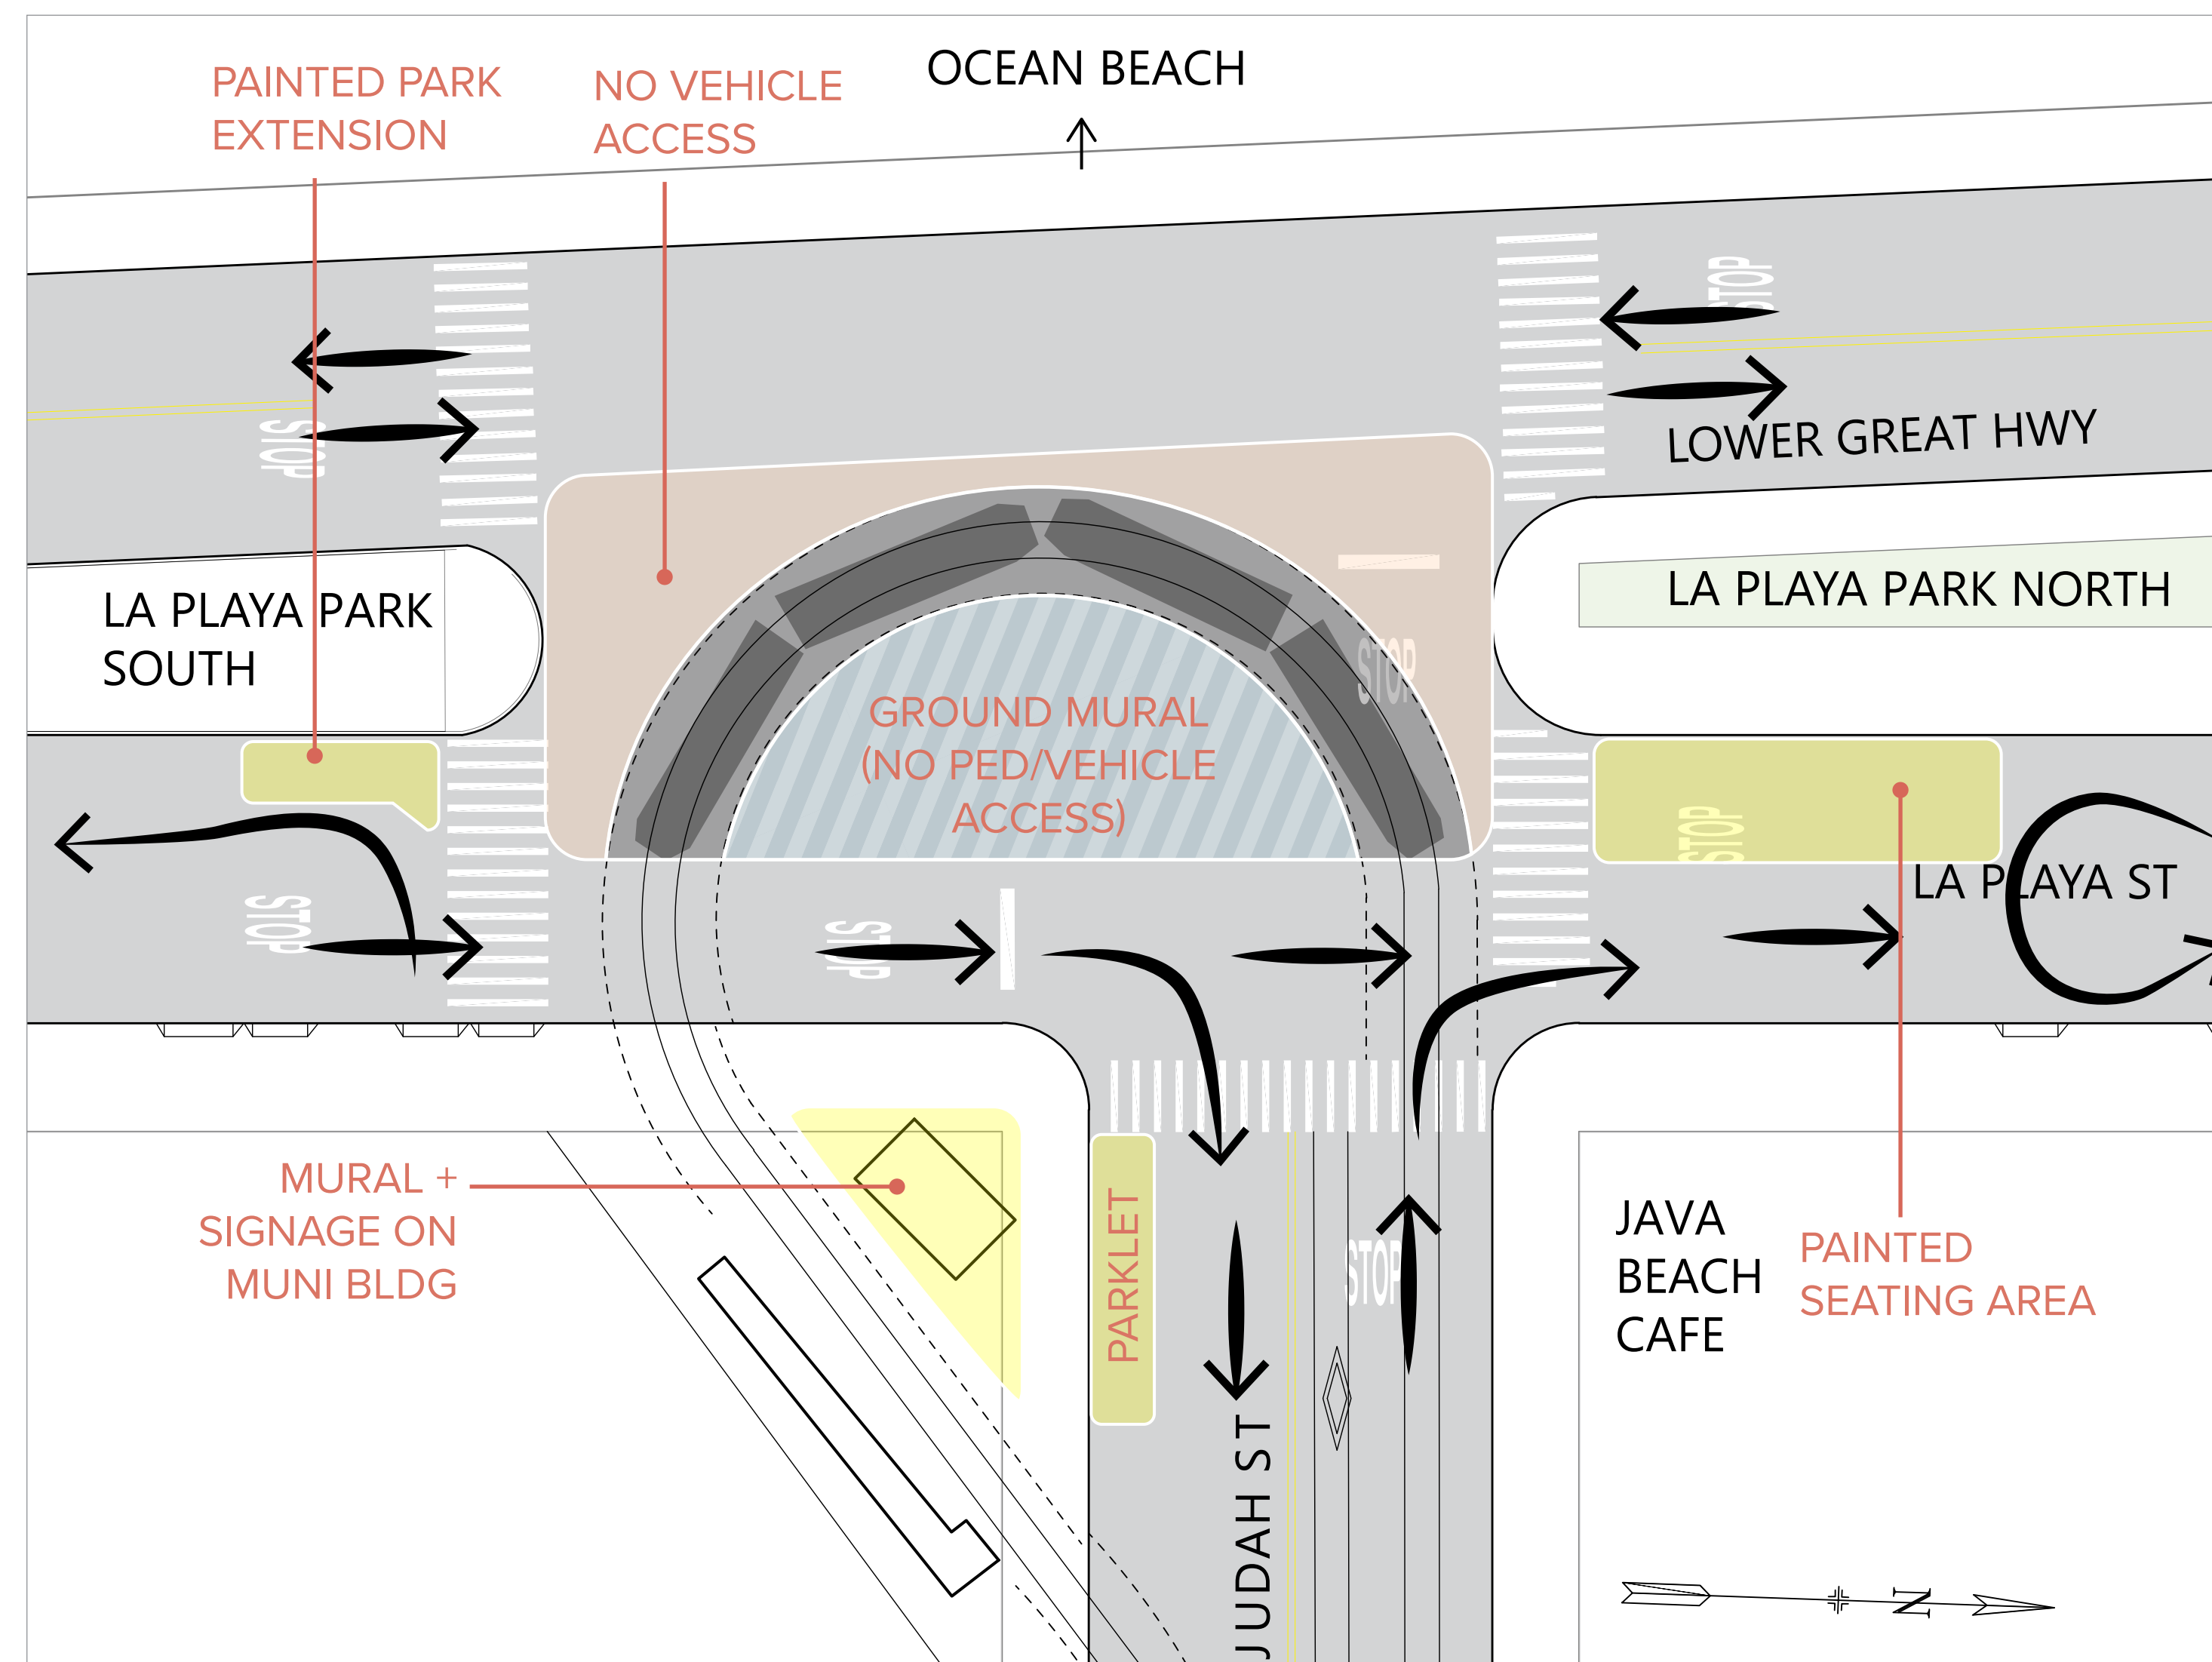 OCEAN BEACH
PAINTED PARK
EXTENSION
NO VEHICLE
ACCESS
STOP
STOP
LOWER GREAT HWY
LA PLAYA PARK
SOUTH
LA PLAYA PARK NORTH
STOP
GROUND MURAL
(NO PED/VEHICLE
ACCESS)
STOP
LA PLAYA ST
STOP
STOP
MURAL +
SIGNAGE ON
MUNI BLDG
PARKLET
STOP
JAVA
BEACH
CAFE
PAINTED
SEATING AREA
JUDAH ST
N